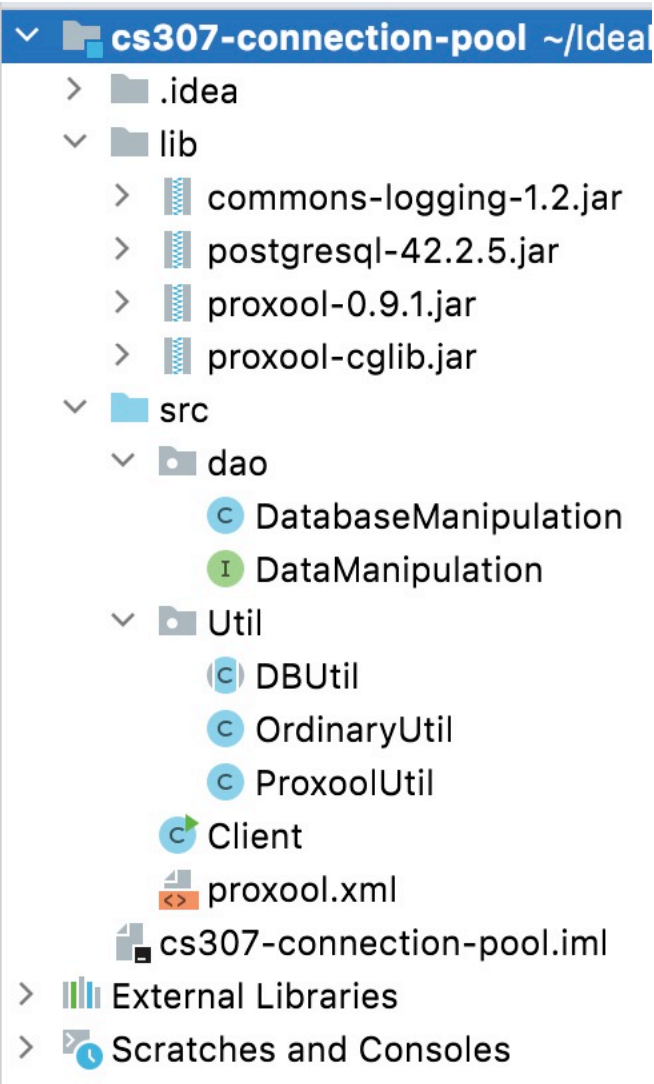 cs307-connection-pool ~/Ideal
.idea
lib
commons-logging-1.2.jar
postgresql-42.2.5.jar
proxool-0.9.1.jar
proxool-cglib.jar
src
dao
C DatabaseManipulation
I DataManipulation
Util
C DBUtil
C OrdinaryUtil
C ProxoolUtil
C Client
<> proxool.xml
cs307-connection-pool.iml
External Libraries
Scratches and Consoles